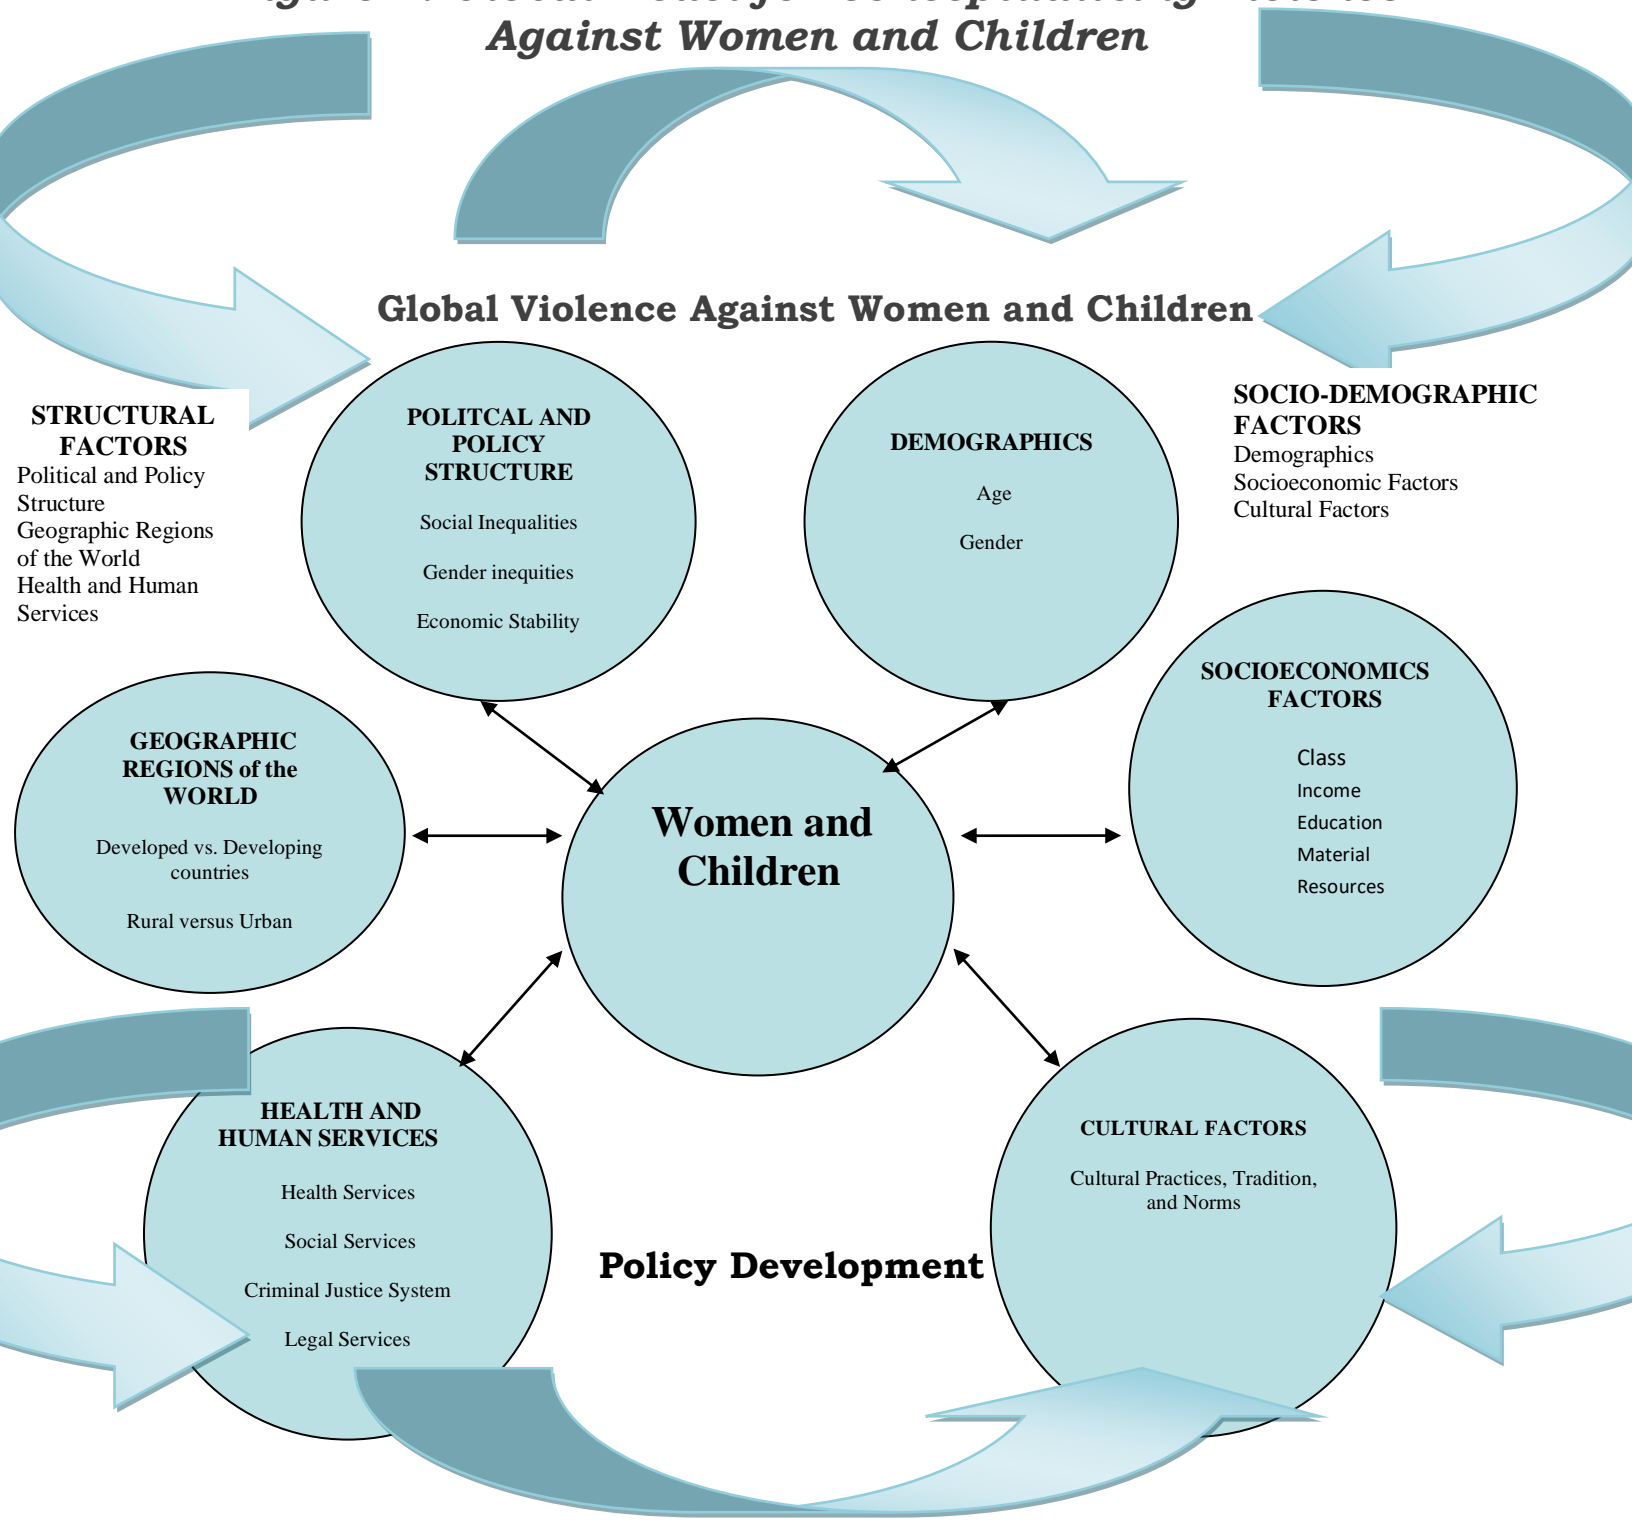 Against Women and Children
Global Violence Against Women and Children
STRUCTURAL
FACTORS
Political and Policy
Structure
Geographic Regions
of the World
Health and Human
Services
POLITCAL AND
POLICY
STRUCTURE
Social Inequalities
Gender inequities
Economic Stability
DEMOGRAPHICS
Age
Gender
SOCIO-DEMOGRAPHIC
FACTORS
Demographics
Socioeconomic Factors
Cultural Factors
GEOGRAPHIC
REGIONS of the
WORLD
Developed vs. Developing
countries
Rural versus Urban
Women and
Children
SOCIOECONOMICS
FACTORS
Class
Income
Education
Material
Resources
HEALTH AND
HUMAN SERVICES
Health Services
Social Services
Criminal Justice System
Legal Services
Policy Development
CULTURAL FACTORS
Cultural Practices, Tradition,
and Norms